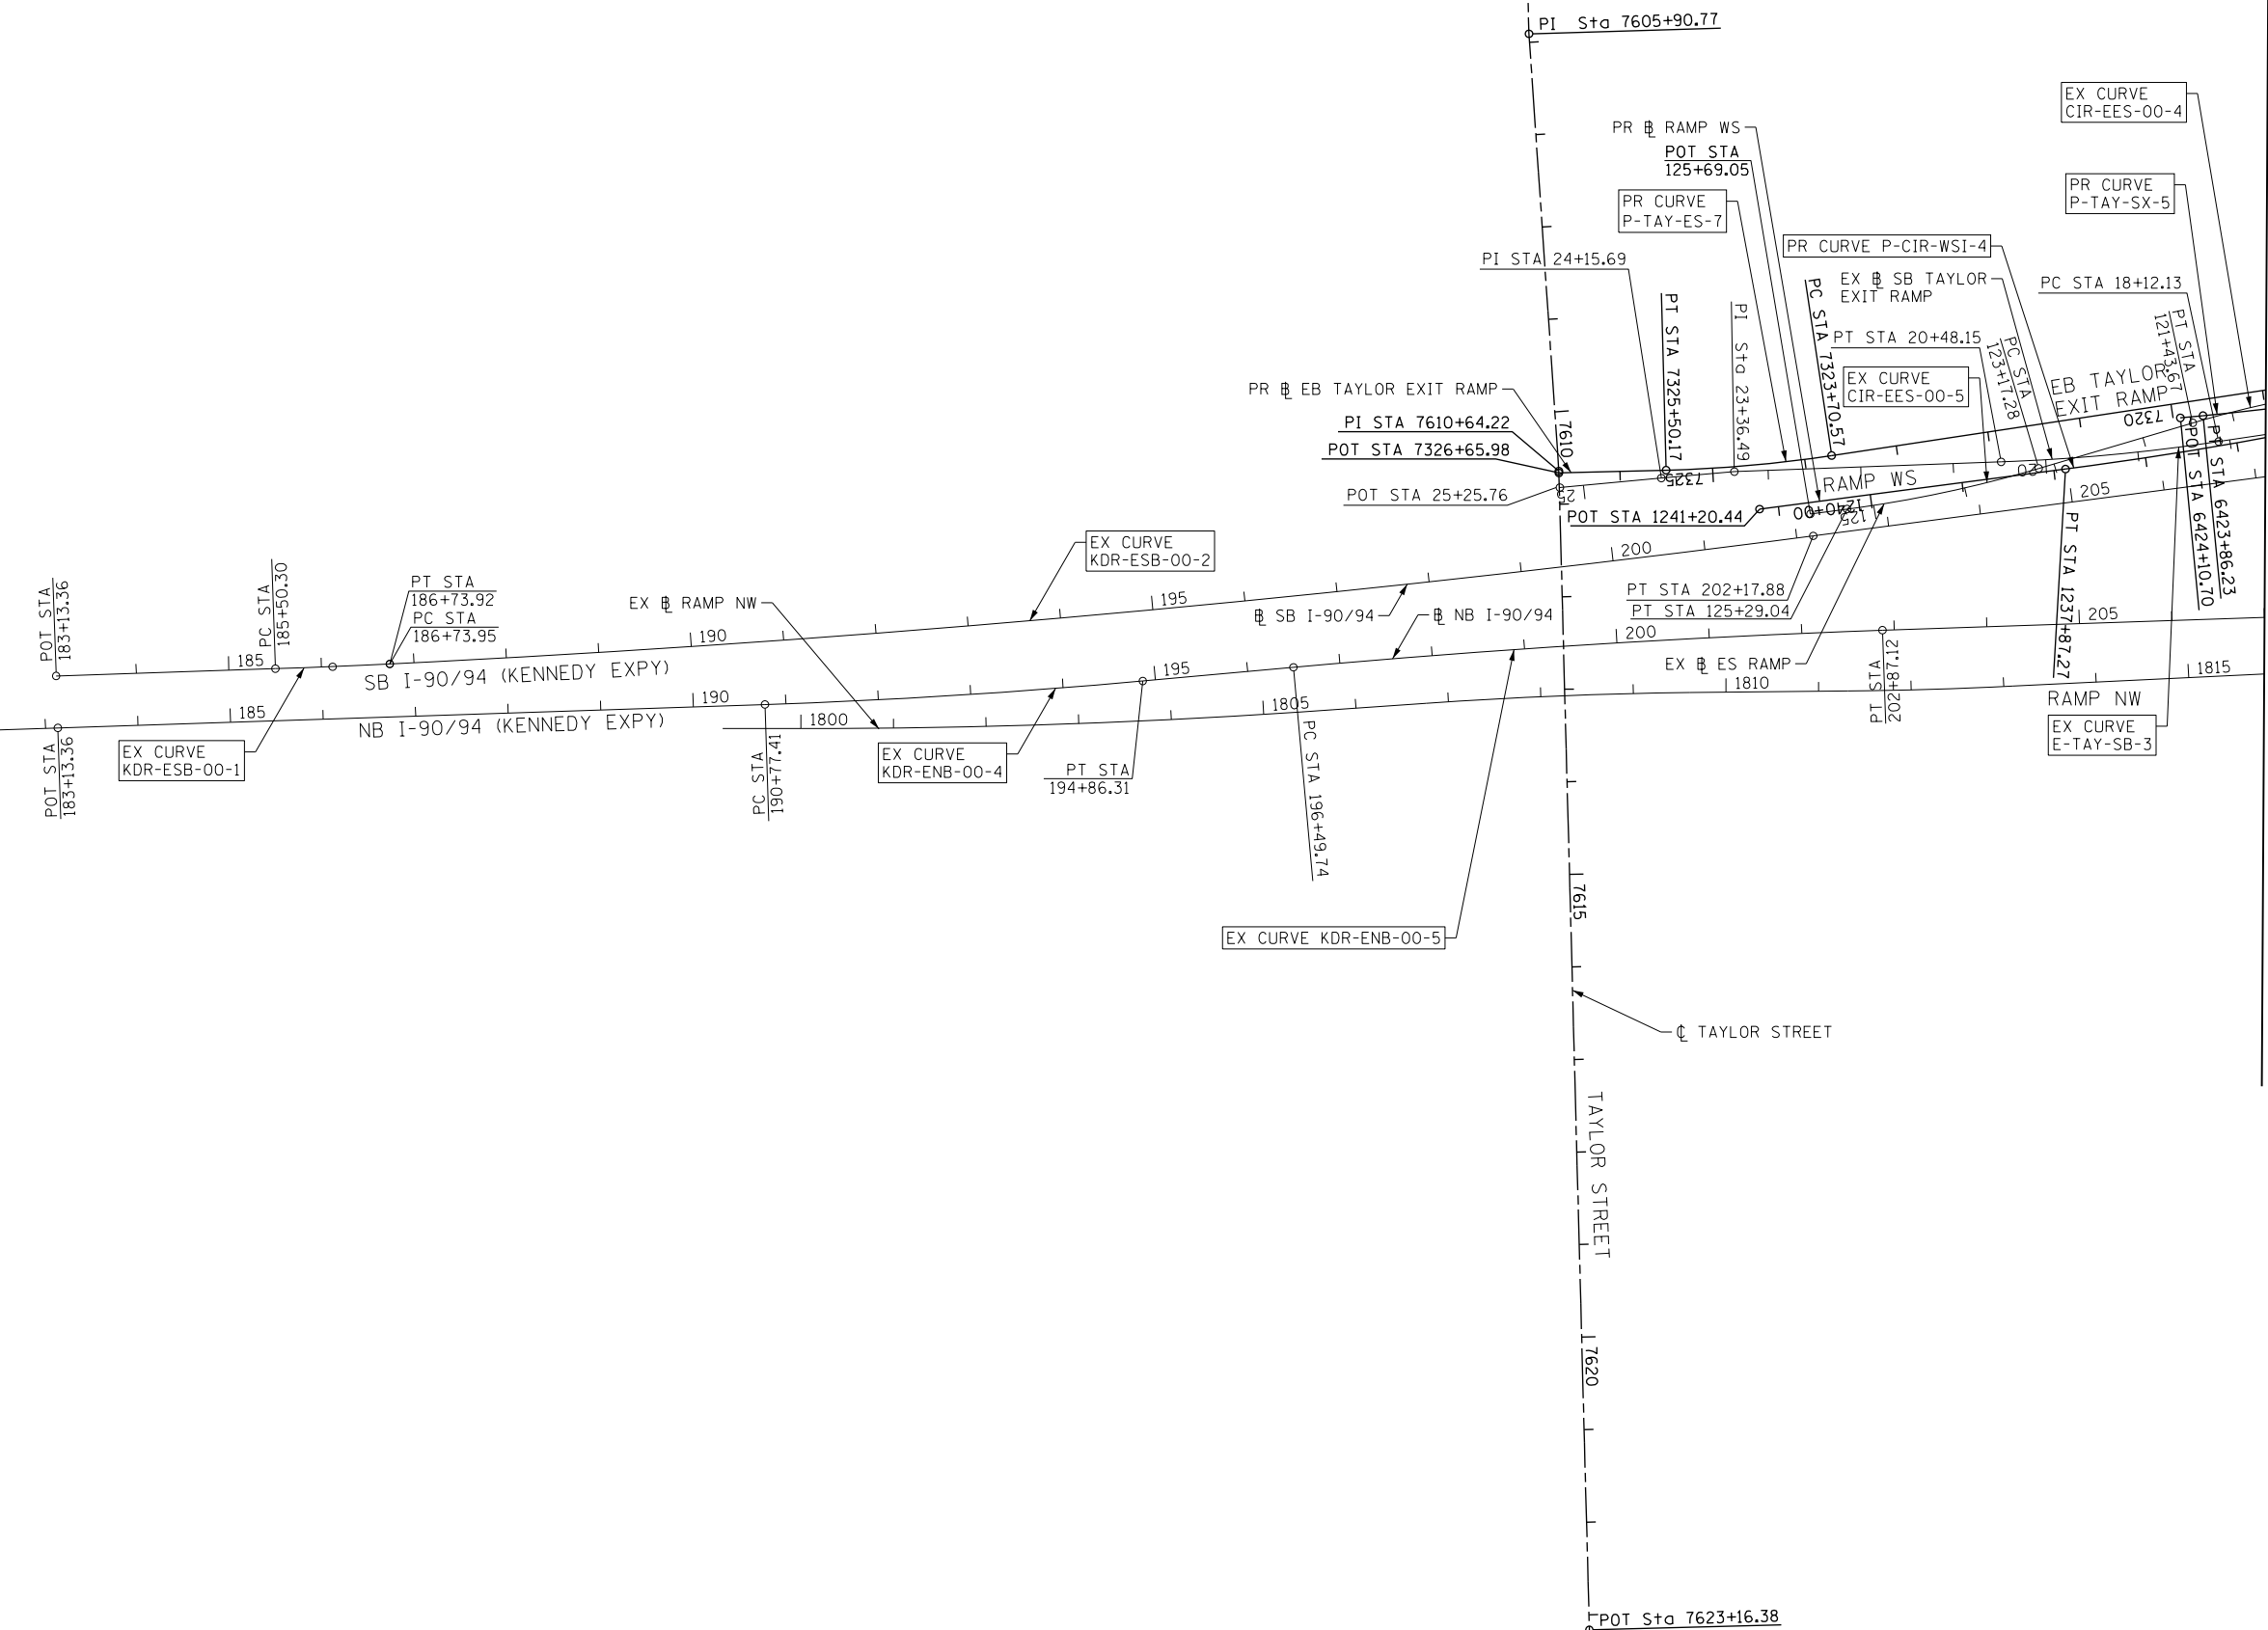 PI Sta 7605+90.77
EX CURVE
CIR-EES-00-4
PR ⅊ RAMP WS
POT STA
125+69.05
PR CURVE
P-TAY-SX-5
PR CURVE
P-TAY-ES-7
PR CURVE P-CIR-WSI-4
PI STA 24+15.69
EX ⅊ SB TAYLOR
EXIT RAMP
PC STA 18+12.13
PT STA 7325+50.17
PI Sta 23+36.49
PC STA 7323+70.57
PT STA 20+48.15
PC STA
123+17.28
PT STA
121+43.67
EX CURVE
CIR-EES-00-5
EB TAYLOR
EXIT RAMP
PR ⅊ EB TAYLOR EXIT RAMP
PI STA 7610+64.22
POT STA 7326+65.98
POT STA 25+25.76
POT STA 1241+20.44
7610
25
7325
7320
20
RAMP WS
1240+00
125
205
PT STA 6423+86.23
POT STA 6424+10.70
PT STA 1237+87.27
EX CURVE
KDR-ESB-00-2
200
PT STA 202+17.88
PT STA 125+29.04
POT STA
183+13.36
PC STA
185+50.30
PT STA
186+73.92
PC STA
186+73.95
EX ⅊ RAMP NW
195
⅊ SB I-90/94
⅊ NB I-90/94
185
190
SB I-90/94 (KENNEDY EXPY)
200
205
EX ⅊ ES RAMP
195
190
185
NB I-90/94 (KENNEDY EXPY)
1800
1805
1810
1815
RAMP NW
PT STA
202+87.12
EX CURVE
E-TAY-SB-3
POT STA
183+13.36
EX CURVE
KDR-ESB-00-1
PC STA
190+77.41
EX CURVE
KDR-ENB-00-4
PT STA
194+86.31
PC STA 196+49.74
7615
EX CURVE KDR-ENB-00-5
℄ TAYLOR STREET
TAYLOR STREET
7620
POT Sta 7623+16.38